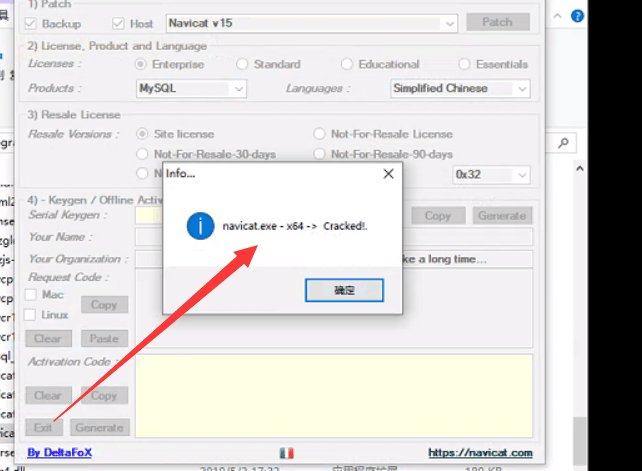 1) Patch
Backup Host Navicat v15 Patch
2) License, Product and Language
Licenses : Enterprise Standard Educational Essentials
Products : MySQL Languages : Simplified Chinese
3) Resale License
Resale Versions : Site license Not-For-Resale License
Not-For-Resale-30-days Not-For-Resale-90-days
0x32
Info...
navicat.exe - x64 -> Cracked!.
确定
4) - Keygen / Offline
Serial Keygen : Copy Generate
Your Name :
Your Organization : ke a long time...
Request Code :
Mac
Copy
Linux
Clear Paste
Activation Code :
Clear Copy
Exit Generate
By DeltaFoX https://navicat.com